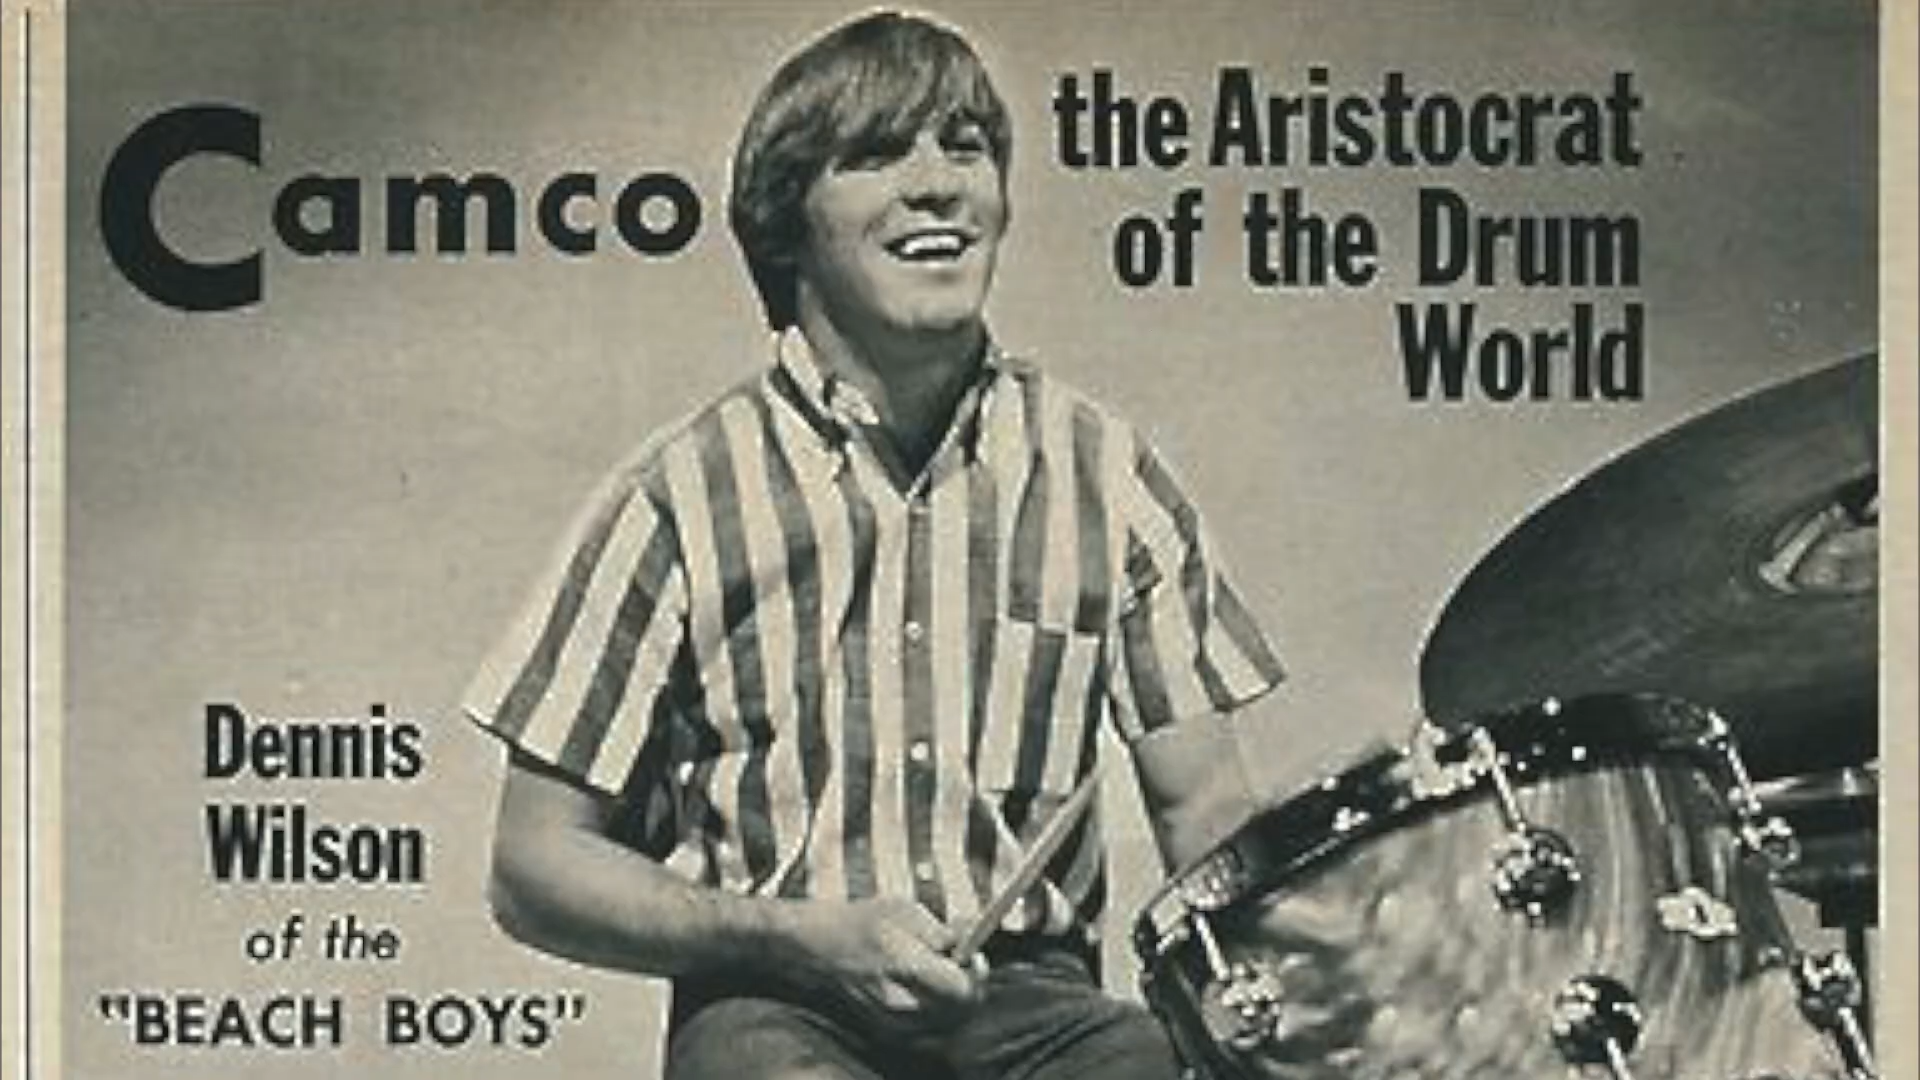 Camco
the Aristocrat
of the Drum
World
Dennis
Wilson
of the
"BEACH BOYS"